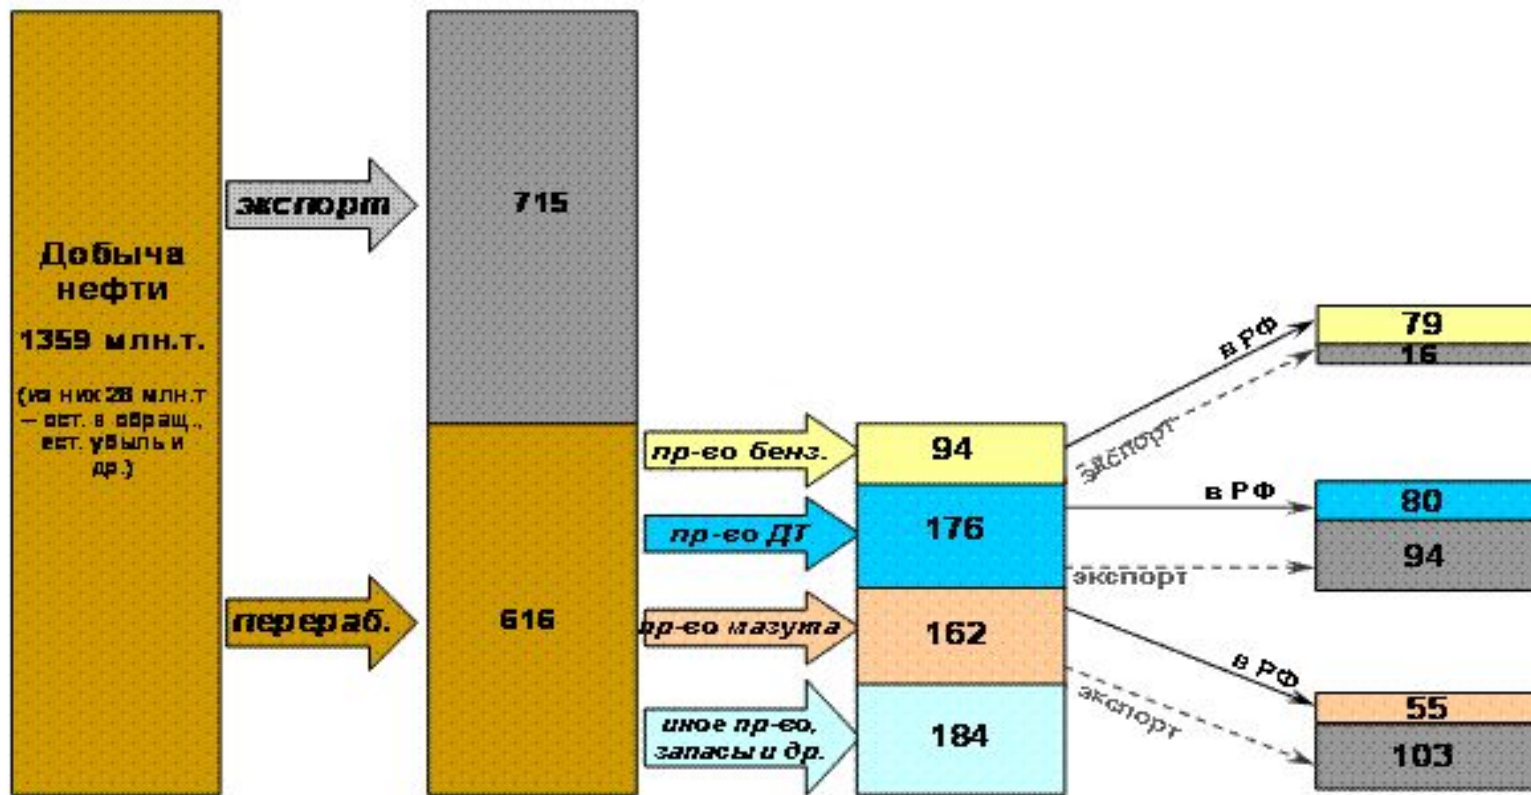 Добыча
нефти
1359 млн.т.
(из них 28 млн.т
– ост. в обращ.,
ест. убыль и
др.)
экспорт
перераб.
715
616
пр-во бенз.
пр-во ДТ
пр-во мазута
иное пр-во,
запасы и др.
94
176
162
184
в РФ
экспорт
в РФ
экспорт
в РФ
экспорт
79
16
80
94
55
103